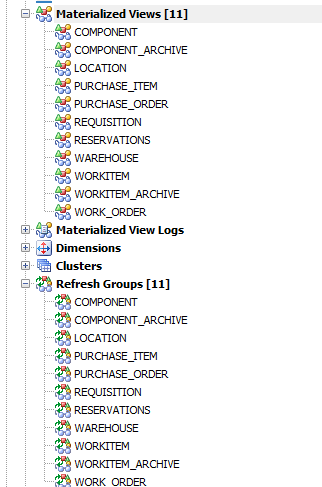 Materialized Views [11]
COMPONENT
COMPONENT_ARCHIVE
LOCATION
PURCHASE_ITEM
PURCHASE_ORDER
REQUISITION
RESERVATIONS
WAREHOUSE
WORKITEM
WORKITEM_ARCHIVE
WORK_ORDER
Materialized View Logs
Dimensions
Clusters
Refresh Groups [11]
COMPONENT
COMPONENT_ARCHIVE
LOCATION
PURCHASE_ITEM
PURCHASE_ORDER
REQUISITION
RESERVATIONS
WAREHOUSE
WORKITEM
WORKITEM_ARCHIVE
WORK_ORDER